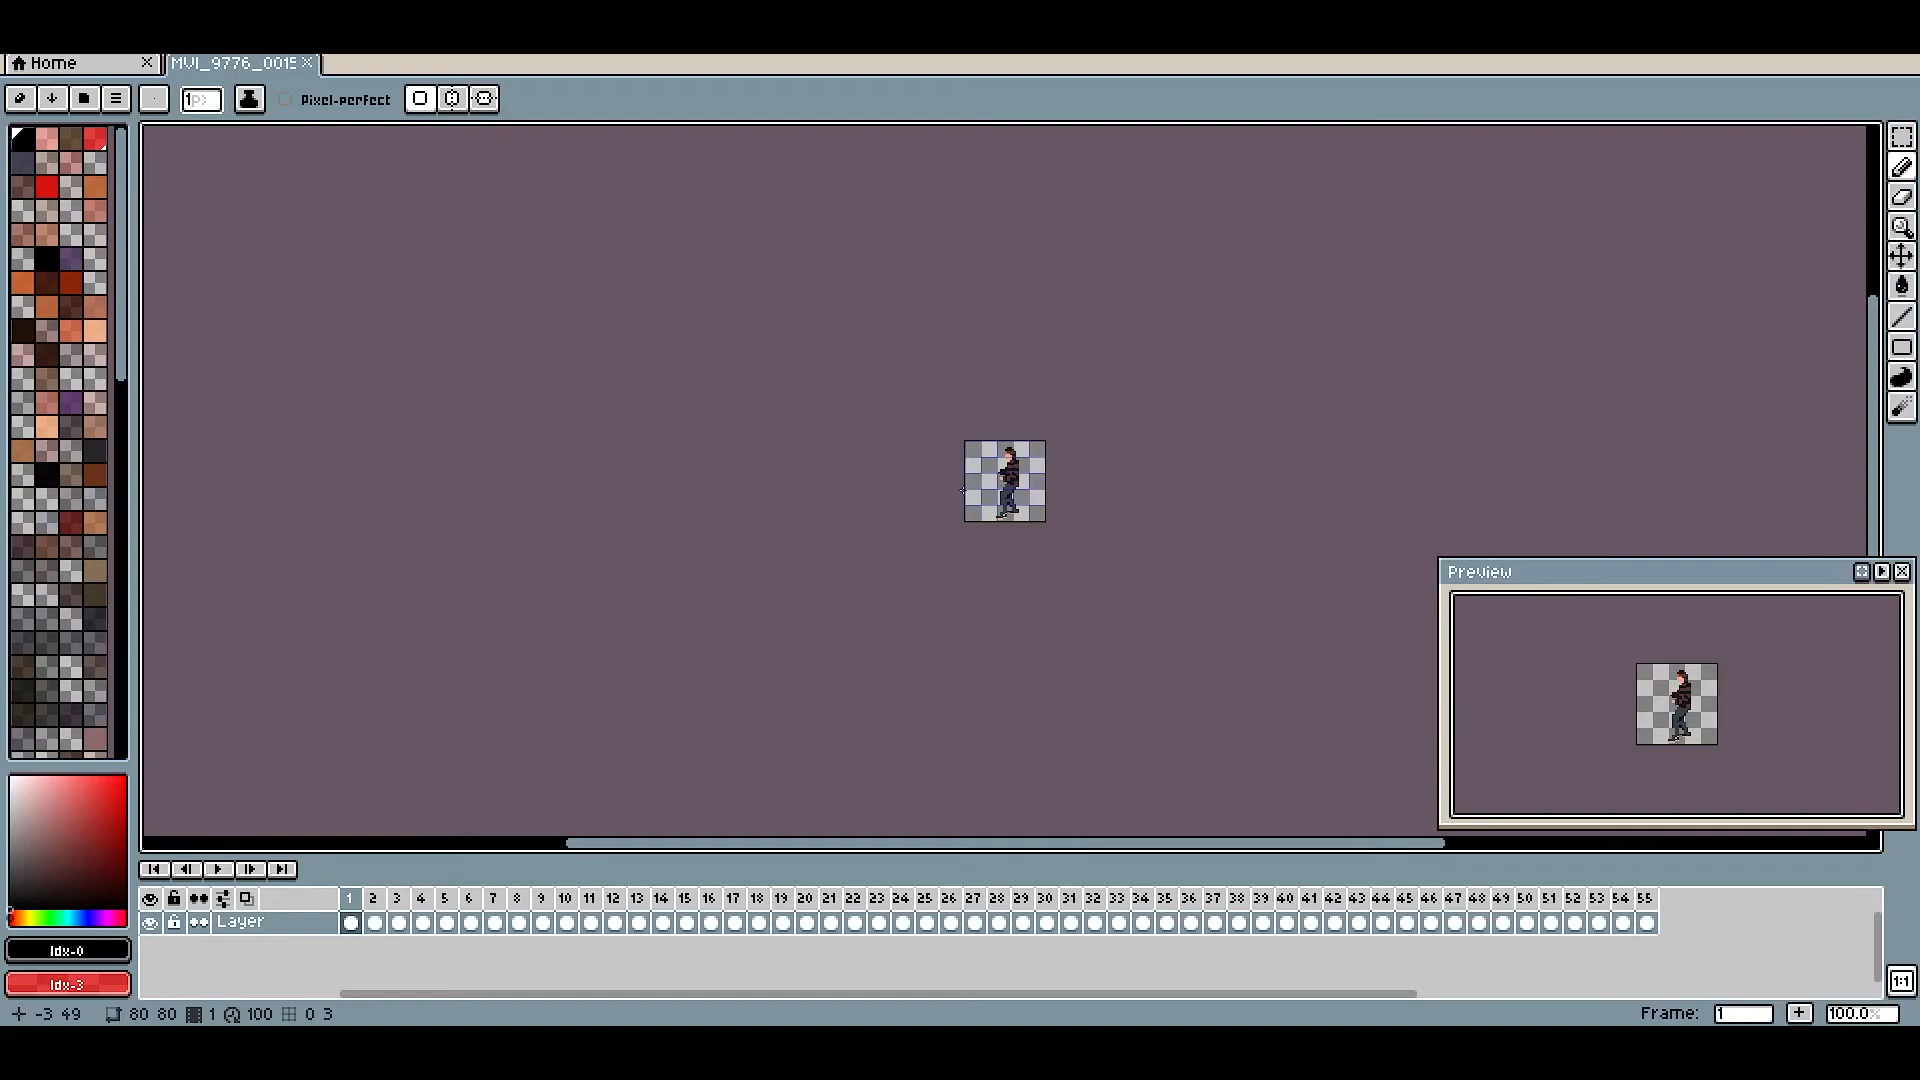 Home
MVI_9776_0015
Pixel-perfect
Preview
1 2 3 4 5 6 7 8 9 10 11 12 13 14 15 16 17 18 19 20 21 22 23 24 25 26 27 28 29 30 31 32 33 34 35 36 37 38 39 40 41 42 43 44 45 46 47 48 49 50 51 52 53 54 55
Layer
Idx-0
Idx-3
1:1
-3 49 80 80 1 100 0 3
Frame: 1 + 100.0